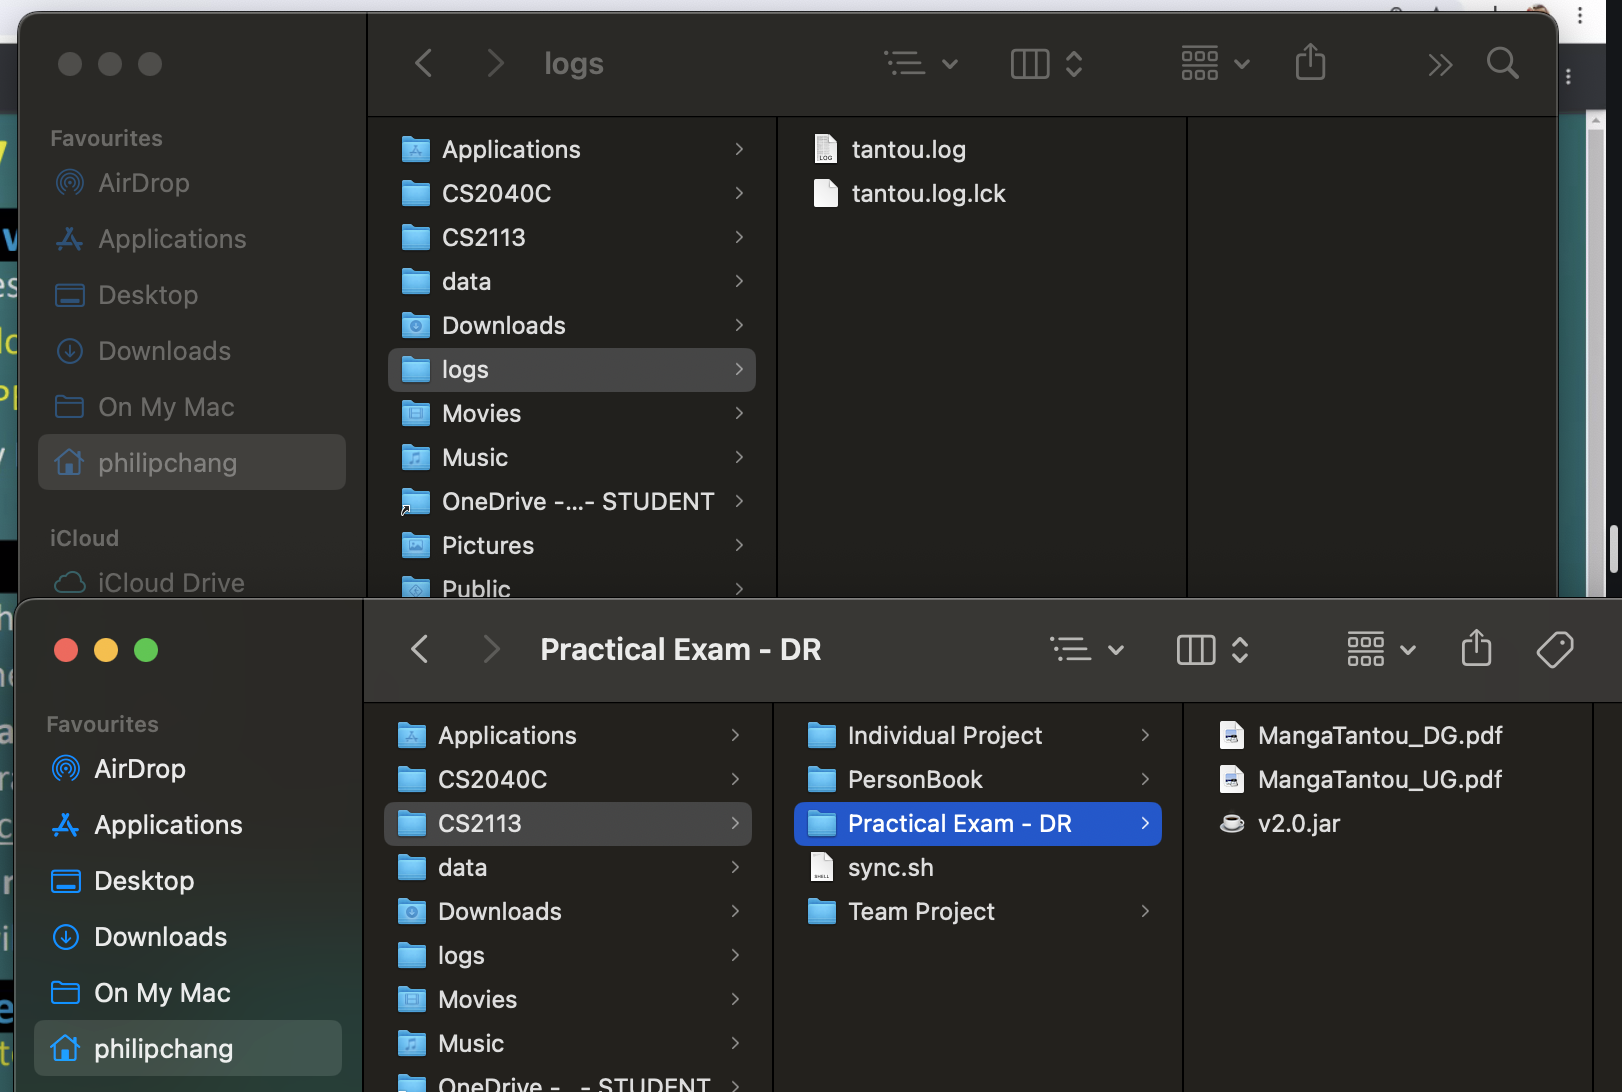 logs
Favourites
AirDrop
Applications
Desktop
Downloads
On My Mac
philipchang
iCloud
iCloud Drive
Applications
CS2040C
CS2113
data
Downloads
logs
Movies
Music
OneDrive -...- STUDENT
Pictures
Public
tantou.log
tantou.log.lck
Practical Exam - DR
Favourites
AirDrop
Applications
Desktop
Downloads
On My Mac
philipchang
Applications
CS2040C
CS2113
data
Downloads
logs
Movies
Music
OneDrive -...- STUDENT
Individual Project
PersonBook
Practical Exam - DR
sync.sh
Team Project
MangaTantou_DG.pdf
MangaTantou_UG.pdf
v2.0.jar